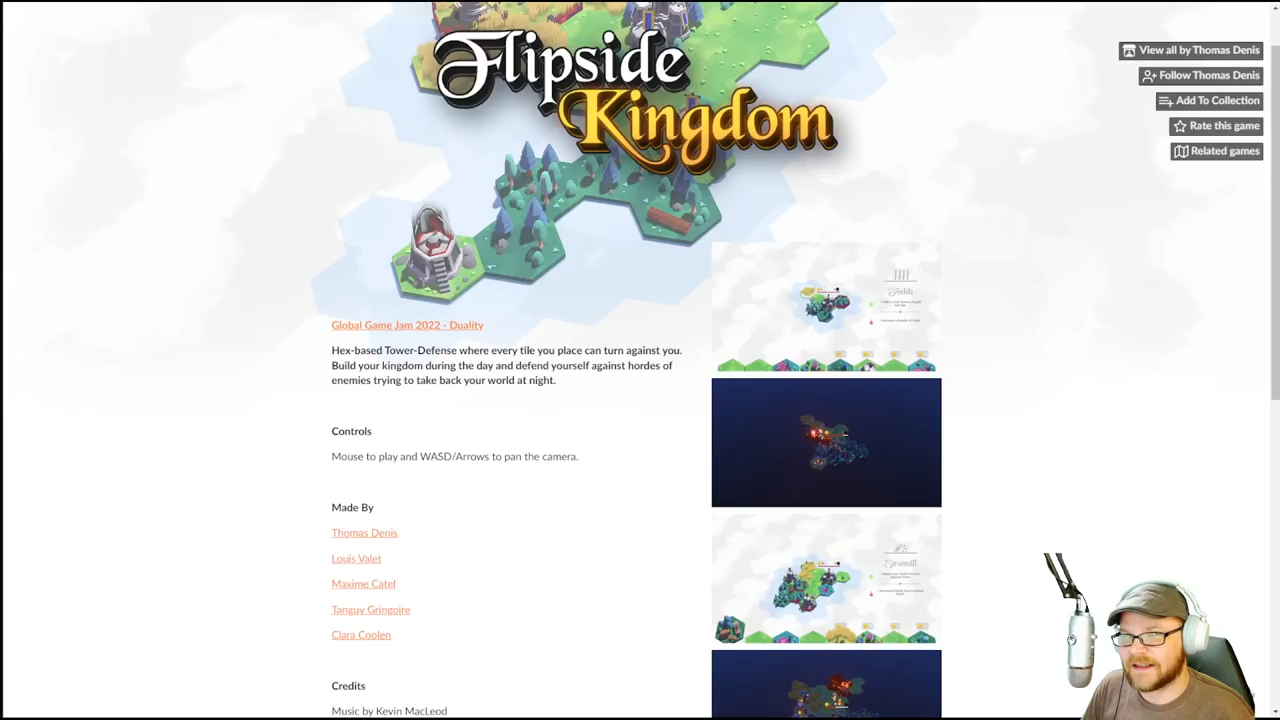 Flipside
Kingdom
View all by Thomas Denis
Follow Thomas Denis
Add To Collection
Rate this game
Related games
Global Game Jam 2022 - Duality
Hex-based Tower-Defense where every tile you place can turn against you.
Build your kingdom during the day and defend yourself against hordes of
enemies trying to take back your world at night.
Controls
Mouse to play and WASD/Arrows to pan the camera.
Made By
Thomas Denis
Louis Valet
Maxime Catel
Tanguy Gringoire
Clara Coolen
Credits
Music by Kevin MacLeod
Fields
Sawmill